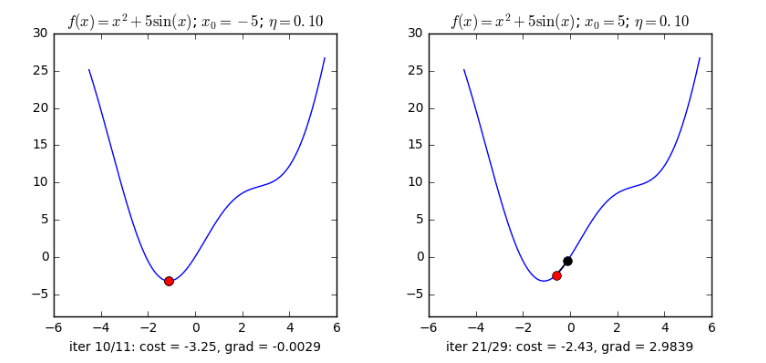 f(x) = x² + 5sin(x); x₀ = −5; η = 0.10
30
25
20
15
10
5
0
−5
−6 −4 −2 0 2 4 6
iter 10/11: cost = -3.25, grad = -0.0029
f(x) = x² + 5sin(x); x₀ = 5; η = 0.10
30
25
20
15
10
5
0
−5
−6 −4 −2 0 2 4 6
iter 21/29: cost = -2.43, grad = 2.9839